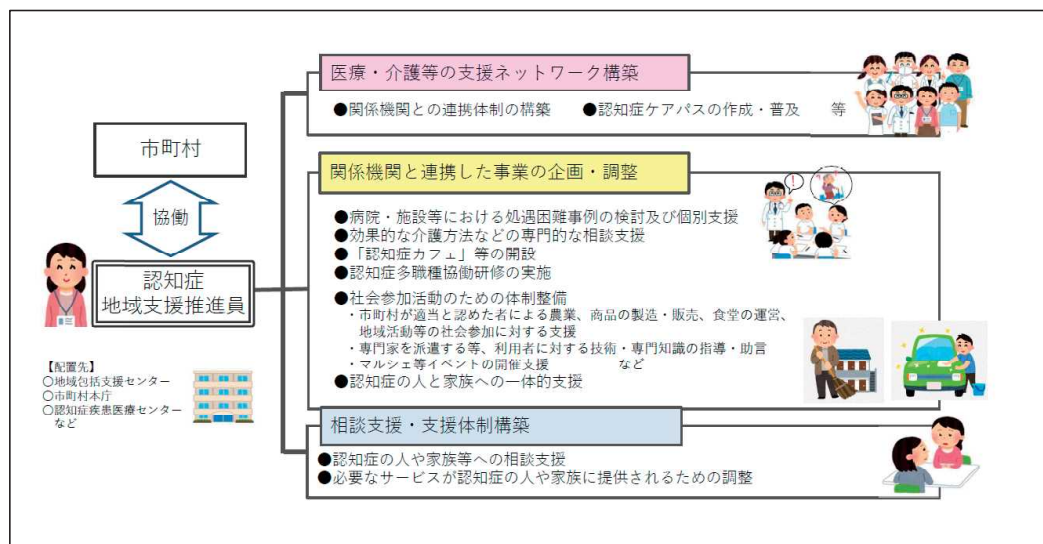 市町村
協働
認知症
地域支援推進員
【配置先】
〇地域包括支援センター
〇市町村本庁
〇認知症疾患医療センター
など
医療・介護等の支援ネットワーク構築
●関係機関との連携体制の構築　●認知症ケアパスの作成・普及　等
関係機関と連携した事業の企画・調整
●病院・施設等における処遇困難事例の検討及び個別支援
●効果的な介護方法などの専門的な相談支援
●「認知症カフェ」等の開設
●認知症多職種協働研修の実施
●社会参加活動のための体制整備
・市町村が適当と認めた者による農業、商品の製造・販売、食堂の運営、
地域活動等の社会参加に対する支援
・専門家を派遣する等、利用者に対する技術・専門知識の指導・助言
・マルシェ等イベントの開催支援　など
●認知症の人と家族への一体的支援
相談支援・支援体制構築
●認知症の人や家族等への相談支援
●必要なサービスが認知症の人や家族に提供されるための調整